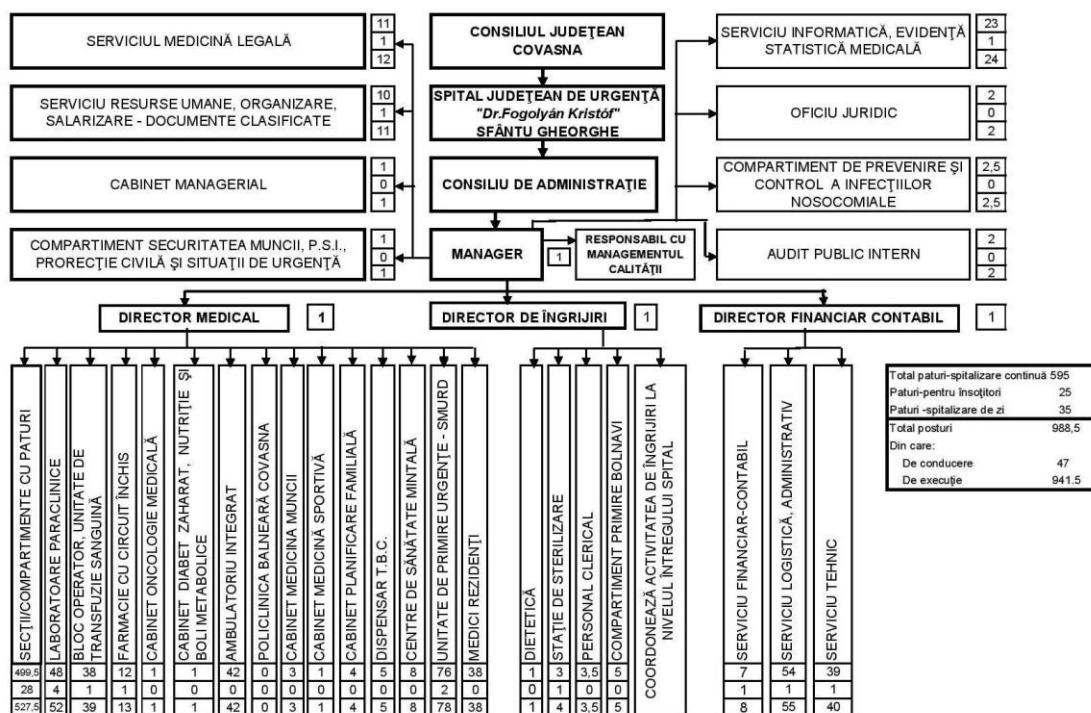 SERVICIUL MEDICINĂ LEGALĂ
11
1
12
SERVICIU RESURSE UMANE, ORGANIZARE,
SALARIZARE - DOCUMENTE CLASIFICATE
10
1
11
CABINET MANAGERIAL
1
0
1
COMPARTIMENT SECURITATEA MUNCII, P.S.I.,
PRORECŢIE CIVILĂ ŞI SITUAŢII DE URGENŢĂ
1
0
1
CONSILIUL JUDEŢEAN
COVASNA
SPITAL JUDEŢEAN DE URGENŢĂ
"Dr.Fogolyán Kristóf"
SFÂNTU GHEORGHE
CONSILIU DE ADMINISTRAŢIE
MANAGER
1
RESPONSABIL CU
MANAGEMENTUL
CALITĂŢII
SERVICIU INFORMATICĂ, EVIDENŢĂ
STATISTICĂ MEDICALĂ
23
1
24
OFICIU JURIDIC
2
0
2
COMPARTIMENT DE PREVENIRE ŞI
CONTROL A INFECŢIILOR
NOSOCOMIALE
2,5
0
2,5
AUDIT PUBLIC INTERN
2
0
2
DIRECTOR MEDICAL
1
DIRECTOR DE ÎNGRIJIRI
1
DIRECTOR FINANCIAR CONTABIL
1
SECŢII/COMPARTIMENTE CU PATURI
499,5
28
527,5
LABORATOARE PARACLINICE
48
4
52
BLOC OPERATOR, UNITATE DE
TRANSFUZIE SANGUINĂ
38
1
39
FARMACIE CU CIRCUIT ÎNCHIS
12
1
13
CABINET ONCOLOGIE MEDICALĂ
1
0
1
CABINET DIABET ZAHARAT, NUTRIŢIE ŞI
BOLI METABOLICE
1
0
1
AMBULATORIU INTEGRAT
42
0
42
POLICLINICA BALNEARĂ COVASNA
0
0
0
CABINET MEDICINA MUNCII
3
0
3
CABINET MEDICINĂ SPORTIVĂ
1
0
1
CABINET PLANIFICARE FAMILIALĂ
4
0
4
DISPENSAR T.B.C.
5
0
5
CENTRE DE SĂNĂTATE MINTALĂ
8
0
8
UNITATE DE PRIMIRE URGENŢE - SMURD
76
2
78
MEDICI REZIDENŢI
38
0
38
DIETETICĂ
1
0
1
STAŢIE DE STERILIZARE
3
1
4
PERSONAL CLERICAL
3,5
0
3,5
COMPARTIMENT PRIMIRE BOLNAVI
5
0
5
COORDONEAZĂ ACTIVITATEA DE ÎNGRIJIRI LA
NIVELUL ÎNTREGULUI SPITAL
SERVICIU FINANCIAR-CONTABIL
7
1
8
SERVICIU LOGISTICĂ, ADMINISTRATIV
54
1
55
SERVICIU TEHNIC
39
1
40
Total paturi-spitalizare continuă 595
Paturi-pentru însoţitori 25
Paturi -spitalizare de zi 35
Total posturi 988,5
Din care:
De conducere 47
De execuţie 941.5